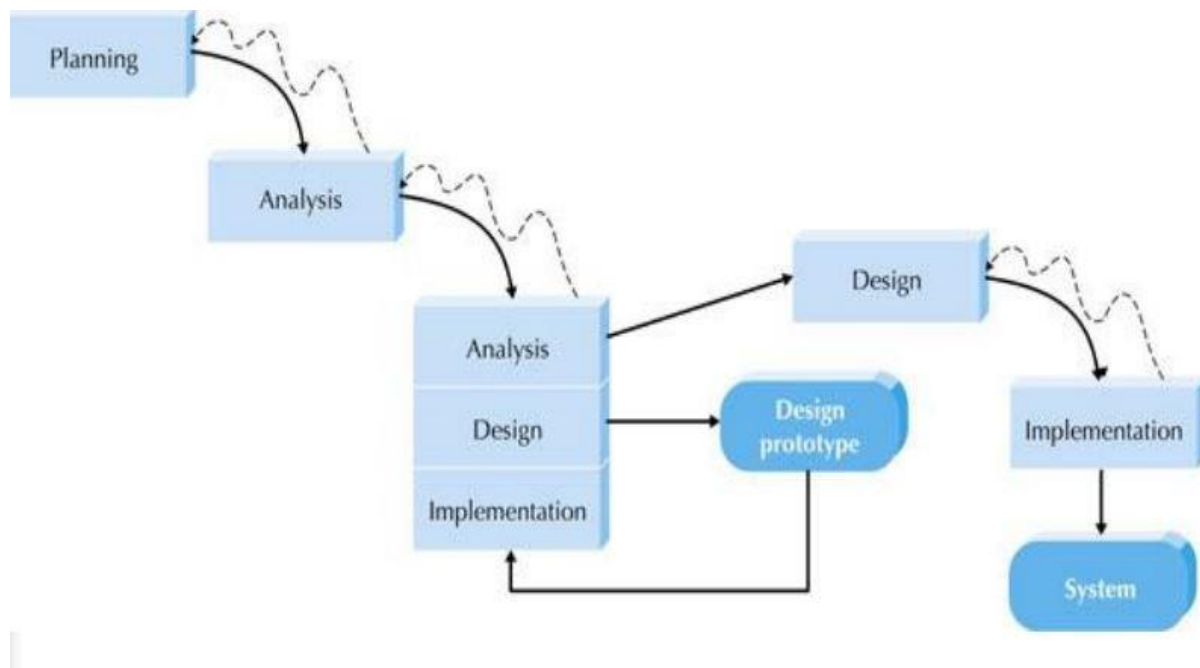 Planning
Analysis
Analysis
Design
Implementation
Design
prototype
Design
Implementation
System